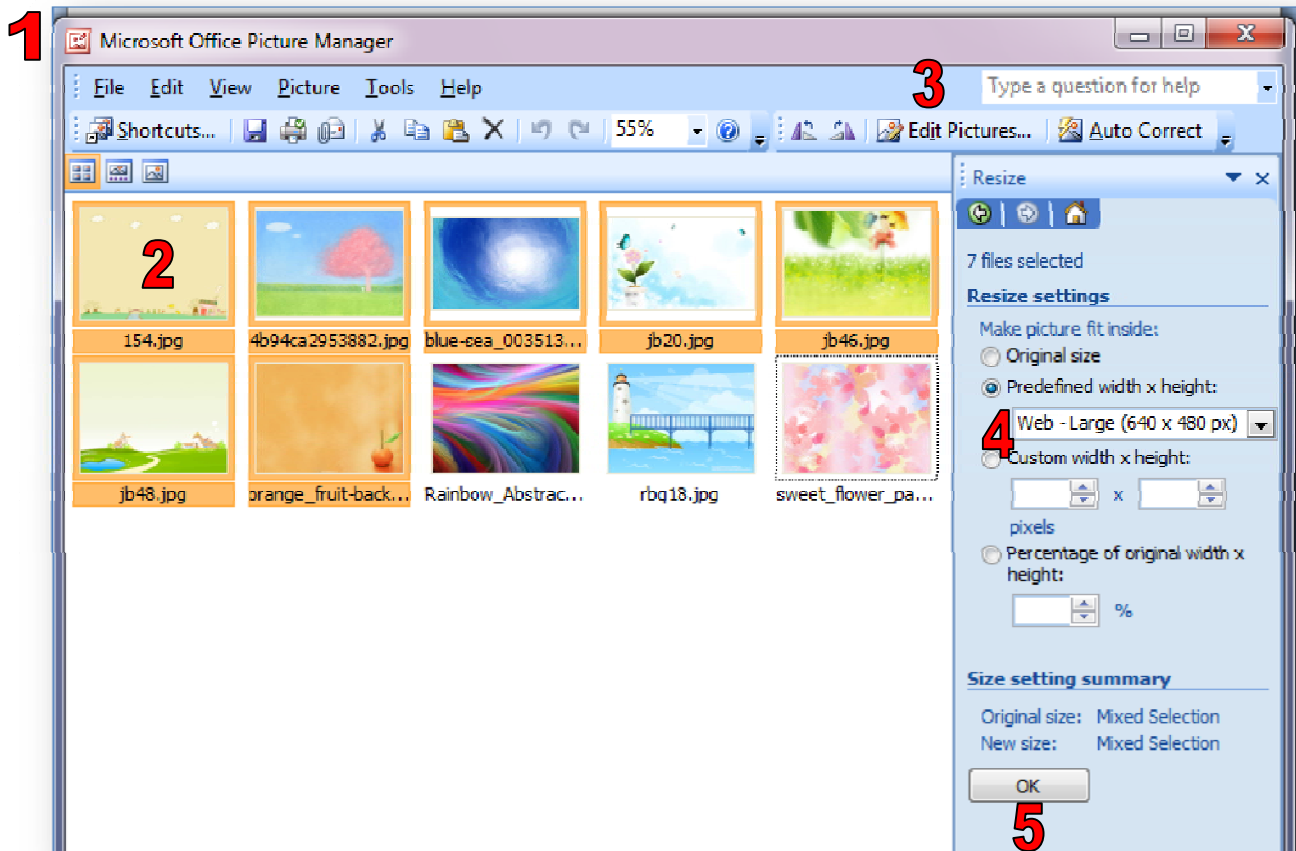 1
Microsoft Office Picture Manager
File Edit View Picture Tools Help
3
Type a question for help
Shortcuts... 55% Edit Pictures... Auto Correct
Resize
2
154.jpg 4b94ca2953882.jpg blue-sea_003513... jb20.jpg jb46.jpg
jb48.jpg orange_fruit-back... Rainbow_Abstrac... rbq18.jpg sweet_flower_pa...
7 files selected
Resize settings
Make picture fit inside:
Original size
Predefined width x height:
4
Web - Large (640 x 480 px)
Custom width x height:
x
pixels
Percentage of original width x
height:
%
Size setting summary
Original size: Mixed Selection
New size: Mixed Selection
OK
5